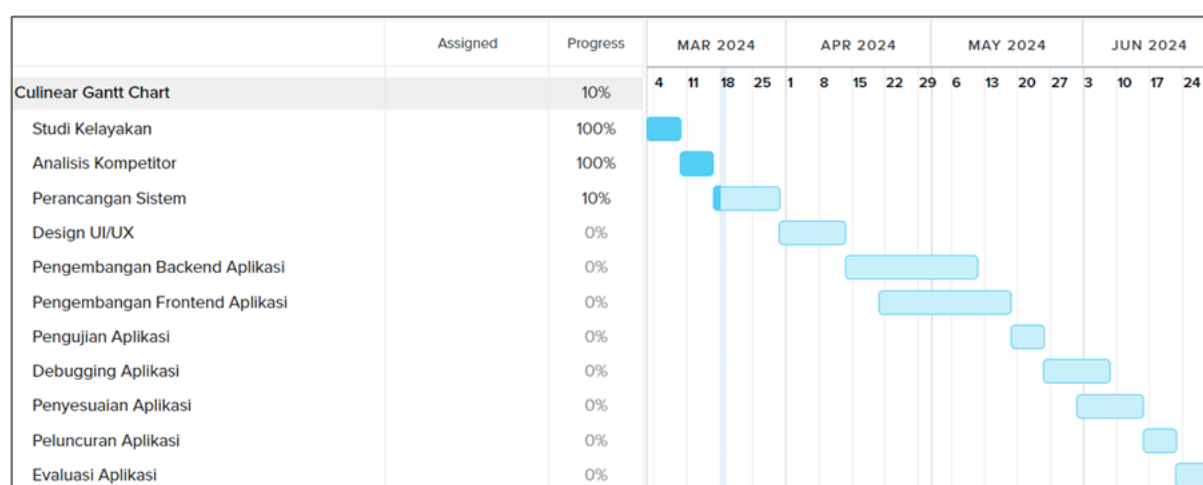 Assigned Progress MAR 2024 APR 2024 MAY 2024 JUN 2024
4 11 18 25 1 8 15 22 29 6 13 20 27 3 10 17 24
Culinear Gantt Chart 10%
Studi Kelayakan 100%
Analisis Kompetitor 100%
Perancangan Sistem 10%
Design UI/UX 0%
Pengembangan Backend Aplikasi 0%
Pengembangan Frontend Aplikasi 0%
Pengujian Aplikasi 0%
Debugging Aplikasi 0%
Penyesuaian Aplikasi 0%
Peluncuran Aplikasi 0%
Evaluasi Aplikasi 0%